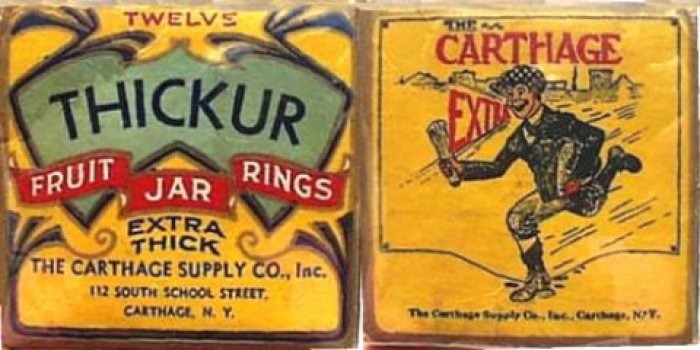 TWELVE
THICKUR
FRUIT JAR RINGS
EXTRA
THICK
THE CARTHAGE SUPPLY CO., Inc.
112 SOUTH SCHOOL STREET.
CARTHAGE, N. Y.
THE
CARTHAGE
EXTRA
The Carthage Supply Co., Inc., Carthage, N. Y.